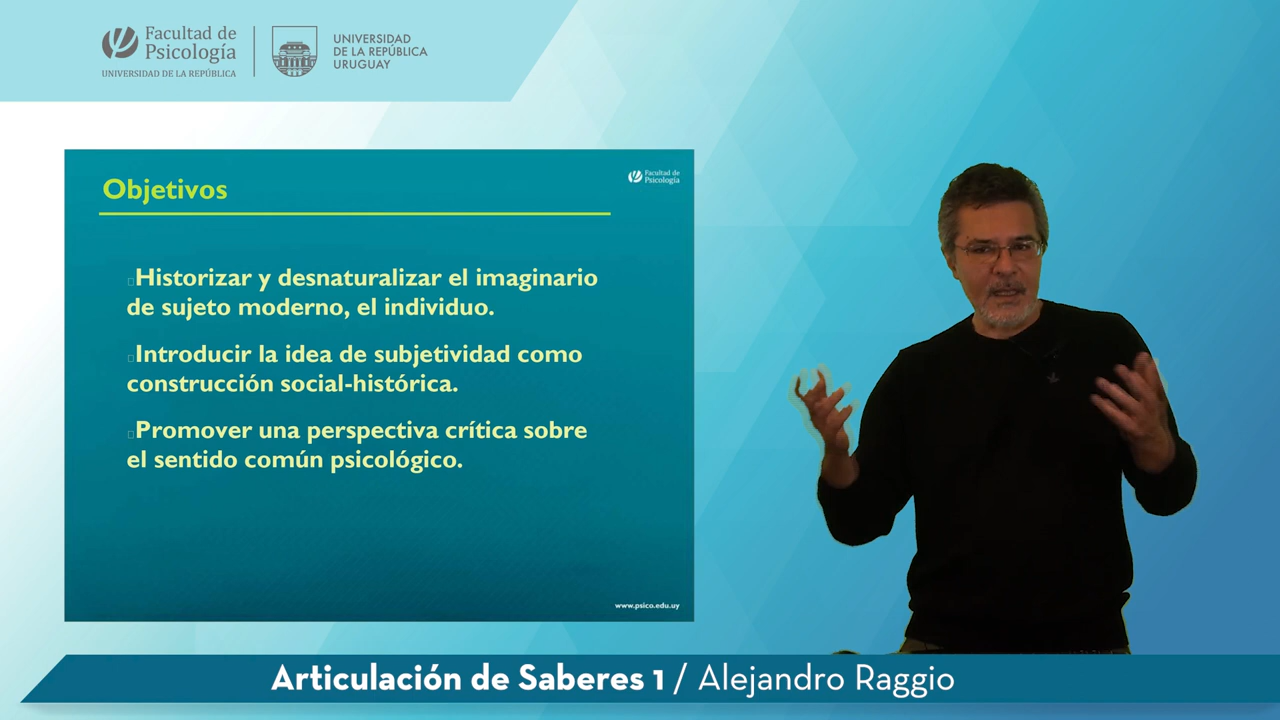 Facultad de
Psicología
UNIVERSIDAD DE LA REPÚBLICA
UNIVERSIDAD
DE LA REPÚBLICA
URUGUAY
Objetivos
Facultad de
Psicología
Historizar y desnaturalizar el imaginario
de sujeto moderno, el individuo.
Introducir la idea de subjetividad como
construcción social-histórica.
Promover una perspectiva crítica sobre
el sentido común psicológico.
www.psico.edu.uy
Articulación de Saberes 1 / Alejandro Raggio